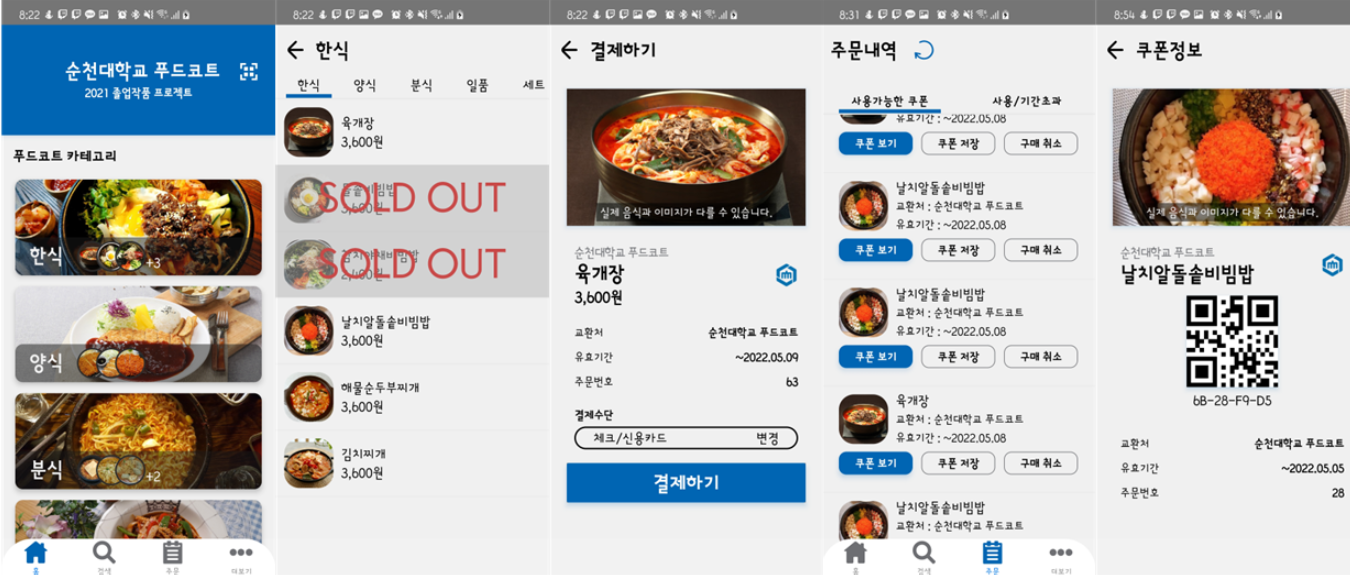 8:22
순천대학교 푸드코트
2021 졸업작품 프로젝트
푸드코트 카테고리
한식
+3
양식
분식
+2
홈
검색
주문
더보기
8:22
한식
한식 양식 분식 일품 세트
육개장
3,600원
SOLD OUT
SOLD OUT
날치알돌솥비빔밥
3,600원
해물순두부찌개
3,600원
김치찌개
3,600원
8:22
결제하기
실제 음식과 이미지가 다를 수 있습니다.
순천대학교 푸드코트
육개장
3,600원
교환처 순천대학교 푸드코트
유효기간 ~2022.05.09
주문번호 63
결제수단
체크/신용카드 변경
결제하기
8:31
주문내역
사용가능한 쿠폰 사용/기간초과
유효기간 : ~2022.05.08
쿠폰 보기 쿠폰 저장 구매 취소
날치알돌솥비빔밥
교환처 : 순천대학교 푸드코트
유효기간 : ~2022.05.08
쿠폰 보기 쿠폰 저장 구매 취소
날치알돌솥비빔밥
교환처 : 순천대학교 푸드코트
유효기간 : ~2022.05.08
쿠폰 보기 쿠폰 저장 구매 취소
육개장
교환처 : 순천대학교 푸드코트
유효기간 : ~2022.05.08
쿠폰 보기 쿠폰 저장 구매 취소
날치알돌솥비빔밥
교환처 : 순천대학교 푸드코트
홈
검색
주문
더보기
8:54
쿠폰정보
실제 음식과 이미지가 다를 수 있습니다.
순천대학교 푸드코트
날치알돌솥비빔밥
6B-28-F9-D5
교환처 순천대학교 푸드코트
유효기간 ~2022.05.05
주문번호 28